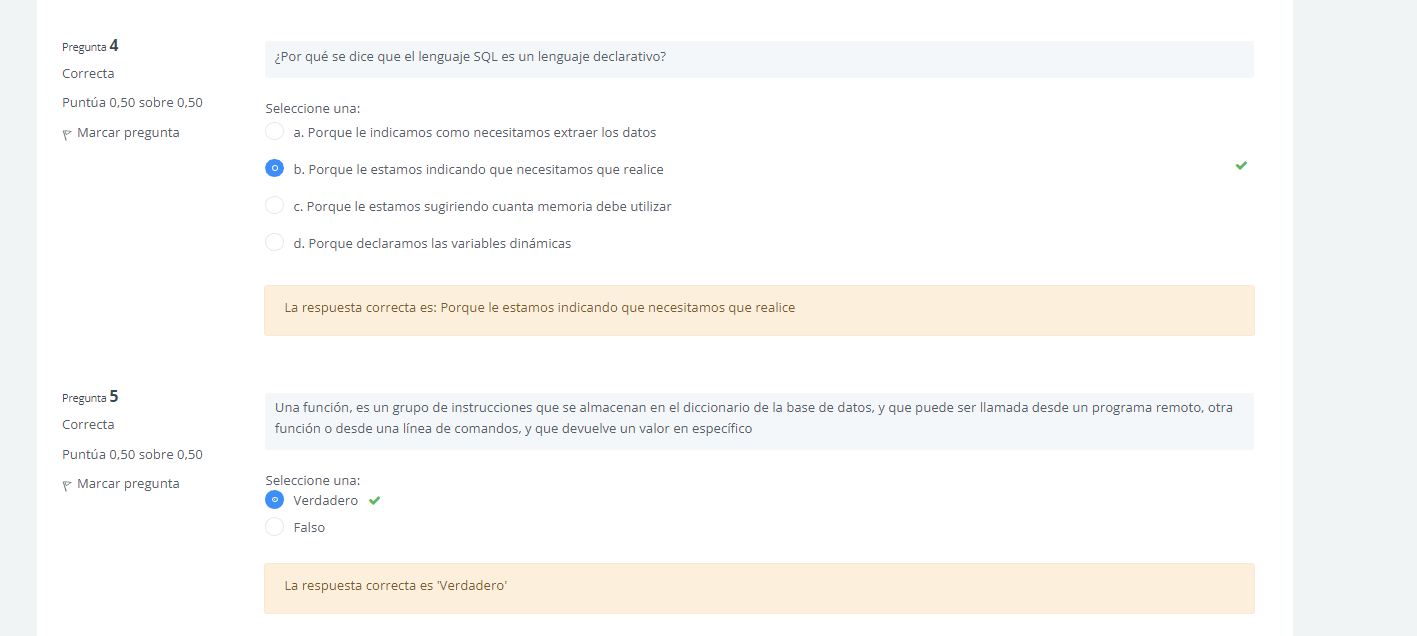 Pregunta 4
Correcta
Puntúa 0,50 sobre 0,50
Marcar pregunta
¿Por qué se dice que el lenguaje SQL es un lenguaje declarativo?
Seleccione una:
a. Porque le indicamos como necesitamos extraer los datos
b. Porque le estamos indicando que necesitamos que realice
c. Porque le estamos sugiriendo cuanta memoria debe utilizar
d. Porque declaramos las variables dinámicas
La respuesta correcta es: Porque le estamos indicando que necesitamos que realice
Pregunta 5
Correcta
Puntúa 0,50 sobre 0,50
Marcar pregunta
Una función, es un grupo de instrucciones que se almacenan en el diccionario de la base de datos, y que puede ser llamada desde un programa remoto, otra
función o desde una línea de comandos, y que devuelve un valor en específico
Seleccione una:
Verdadero
Falso
La respuesta correcta es 'Verdadero'